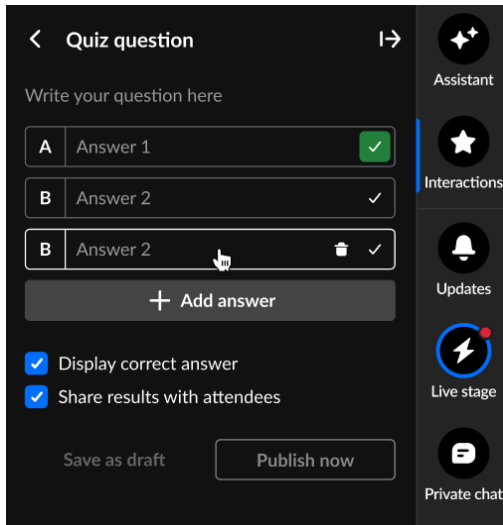 Quiz question
Write your question here
A Answer 1
B Answer 2
B Answer 2
Add answer
Display correct answer
Share results with attendees
Save as draft
Publish now
Assistant
Interactions
Updates
Live stage
Private chat